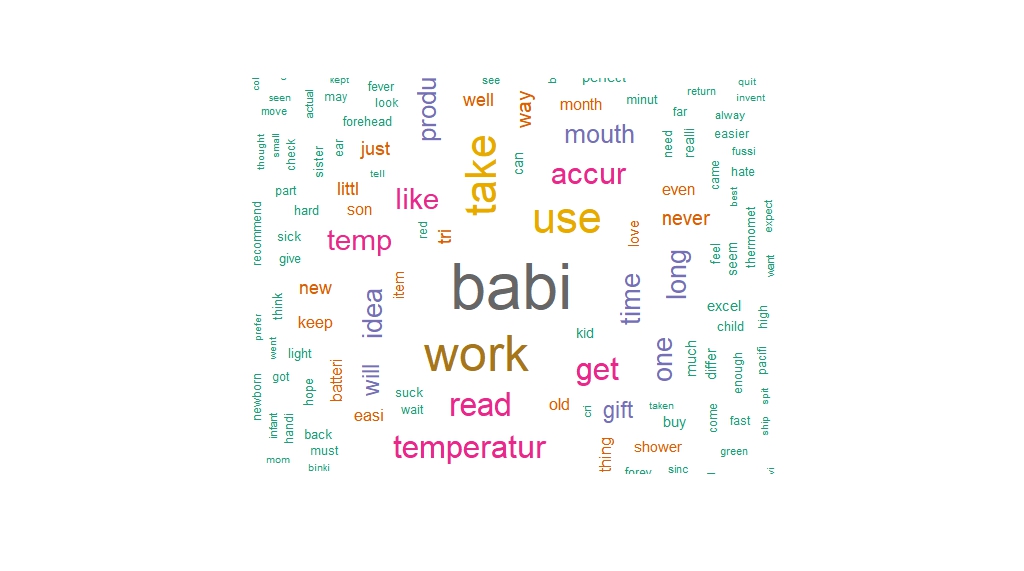 kept
see
fever
seen
may
look
actual
move
forehead
produ
well
way
month
minut
return
quit
invent
far
alway
mouth
easier
need
realli
fussi
thought
small
check
sister
ear
just
tell
take
can
accur
came
hate
part
littl
like
even
best
hard
son
use
never
recommend
sick
temp
red
tri
love
feel
seem
thermomet
expect
want
give
babi
long
new
idea
item
time
think
keep
excel
child
high
prefer
went
light
work
kid
one
much
differ
enough
pacifi
got
hope
batteri
will
suck
get
newborn
easi
wait
read
old
cri
gift
taken
buy
come
fast
spit
ship
infant
handi
back
must
temperatur
thing
shower
green
mom
binki
sinc